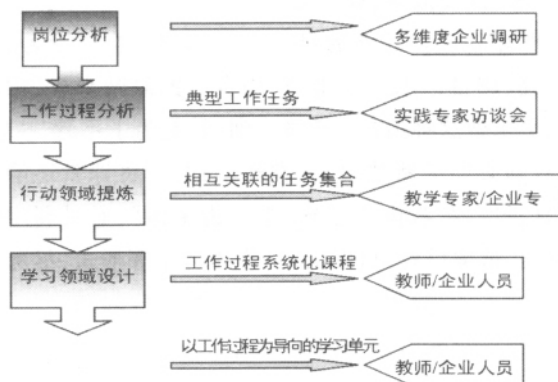 岗位分析
多维度企业调研
典型工作任务
工作过程分析
实践专家访谈会
相互关联的任务集合
行动领域提炼
教学专家/企业专
工作过程系统化课程
学习领域设计
教师/企业人员
以工作过程为导向的学习单元
教师/企业人员